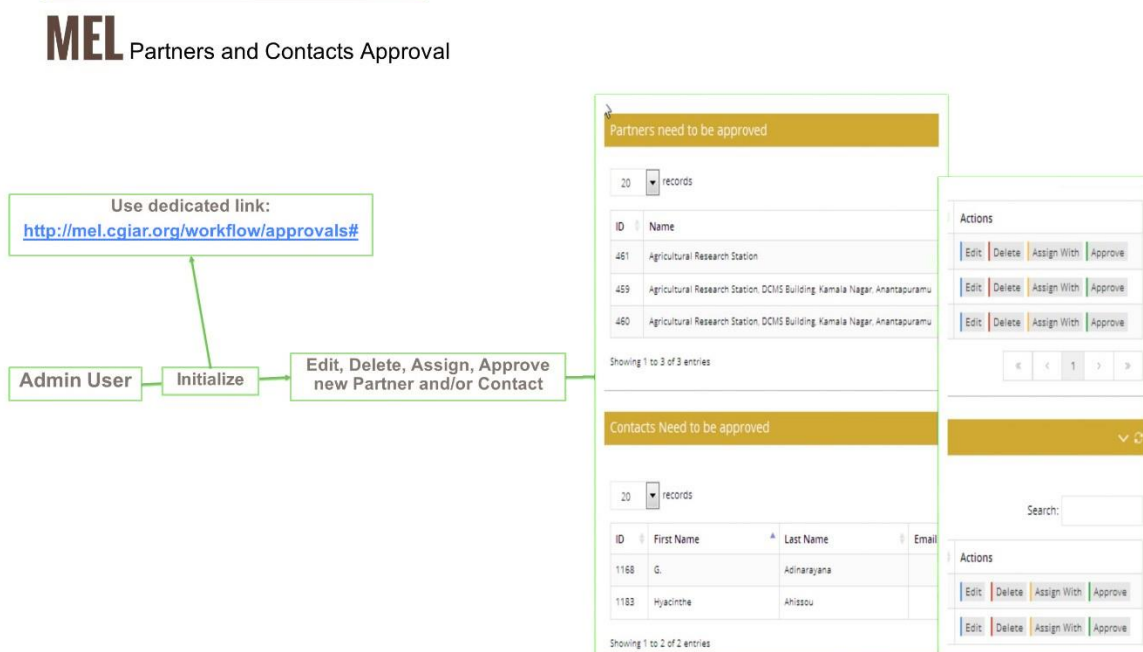 MEL Partners and Contacts Approval
Use dedicated link:
http://mel.cgiar.org/workflow/approvals#
Admin User
Initialize
Edit, Delete, Assign, Approve
new Partner and/or Contact
Partners need to be approved
20 records
ID Name
461 Agricultural Research Station
459 Agricultural Research Station, DCMS Building, Kamala Nagar, Anantapuramu
460 Agricultural Research Station, DCMS Building, Kamala Nagar, Anantapuramu
Showing 1 to 3 of 3 entries
Actions
Edit Delete Assign With Approve
Edit Delete Assign With Approve
Edit Delete Assign With Approve
« < 1 > »
Contacts Need to be approved
20 records
Search:
ID First Name Last Name Email
1168 G. Adinarayana
1183 Hyacinthe Ahissou
Showing 1 to 2 of 2 entries
Actions
Edit Delete Assign With Approve
Edit Delete Assign With Approve